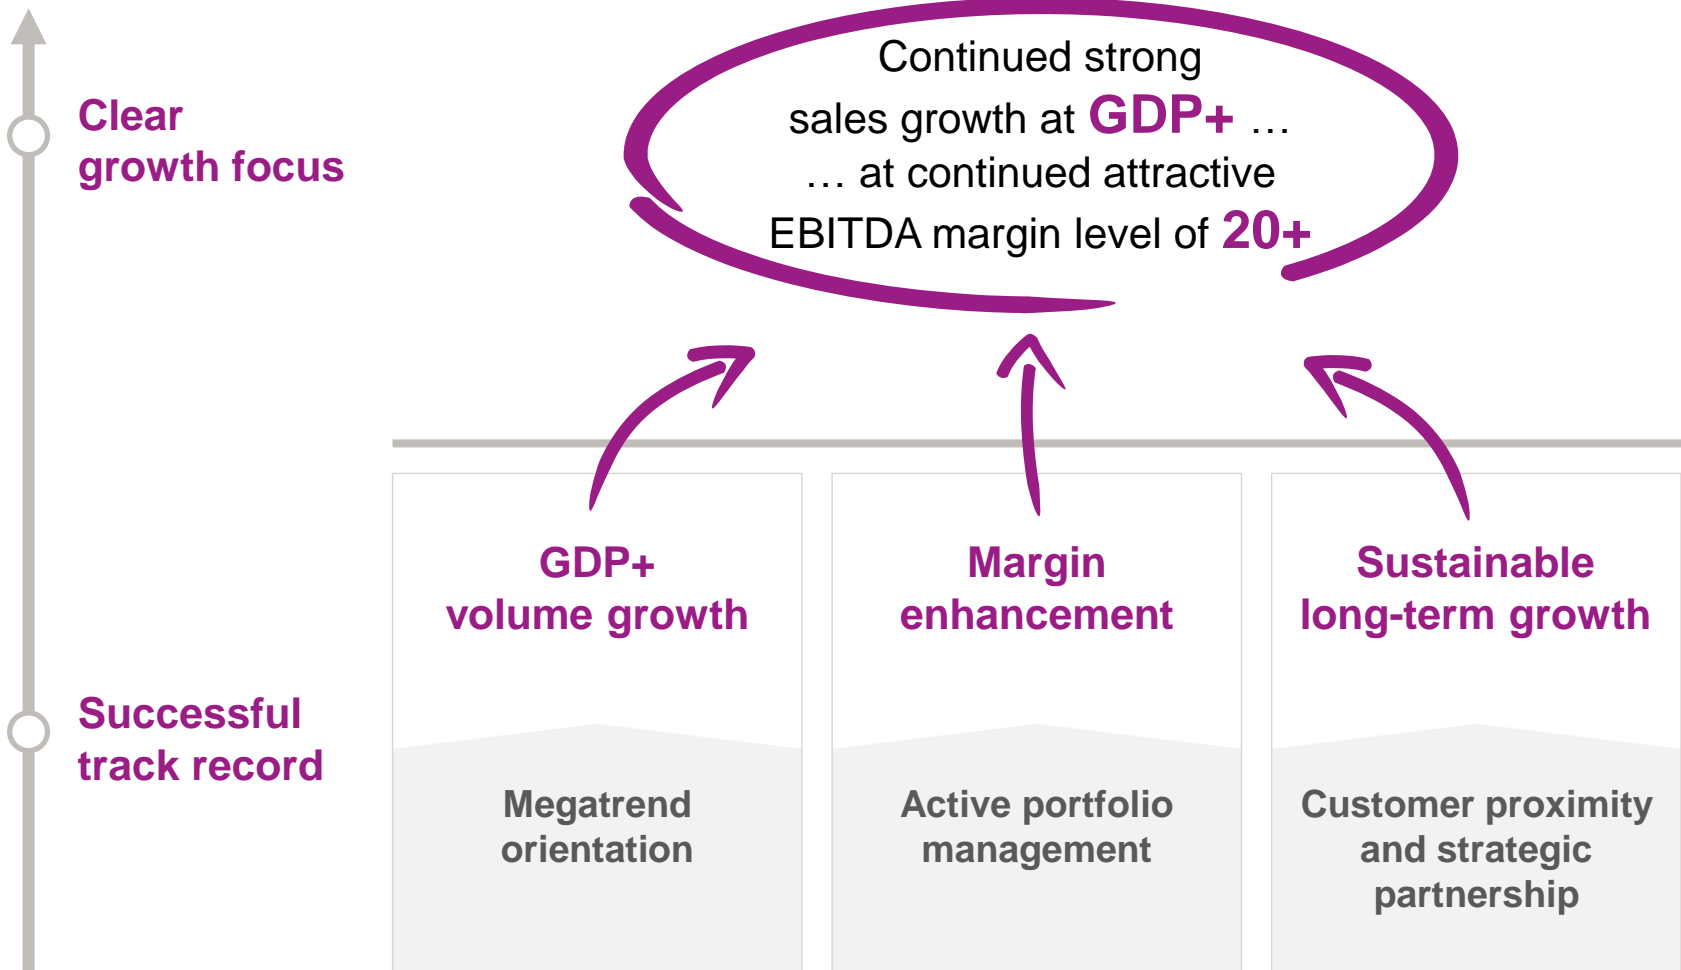 Clear
growth focus
Continued strong
sales growth at GDP+ …
… at continued attractive
EBITDA margin level of 20+
Successful
track record
GDP+
volume growth
Megatrend
orientation
Margin
enhancement
Active portfolio
management
Sustainable
long-term growth
Customer proximity
and strategic
partnership